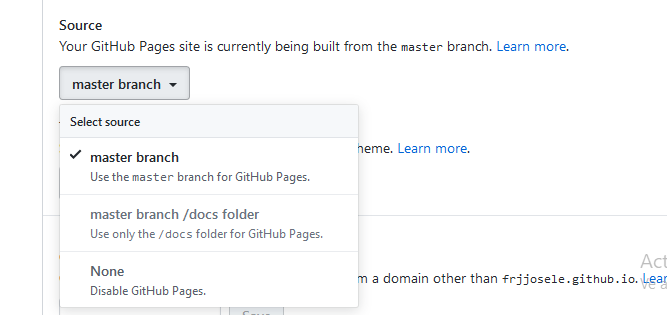 Source
Your GitHub Pages site is currently being built from the master branch. Learn more.
master branch
Select source
master branch
Use the master branch for GitHub Pages.
heme. Learn more.
master branch /docs folder
Use only the /docs folder for GitHub Pages.
None
m a domain other than frjjosele.github.io. Lear
Disable GitHub Pages.
Save
Act